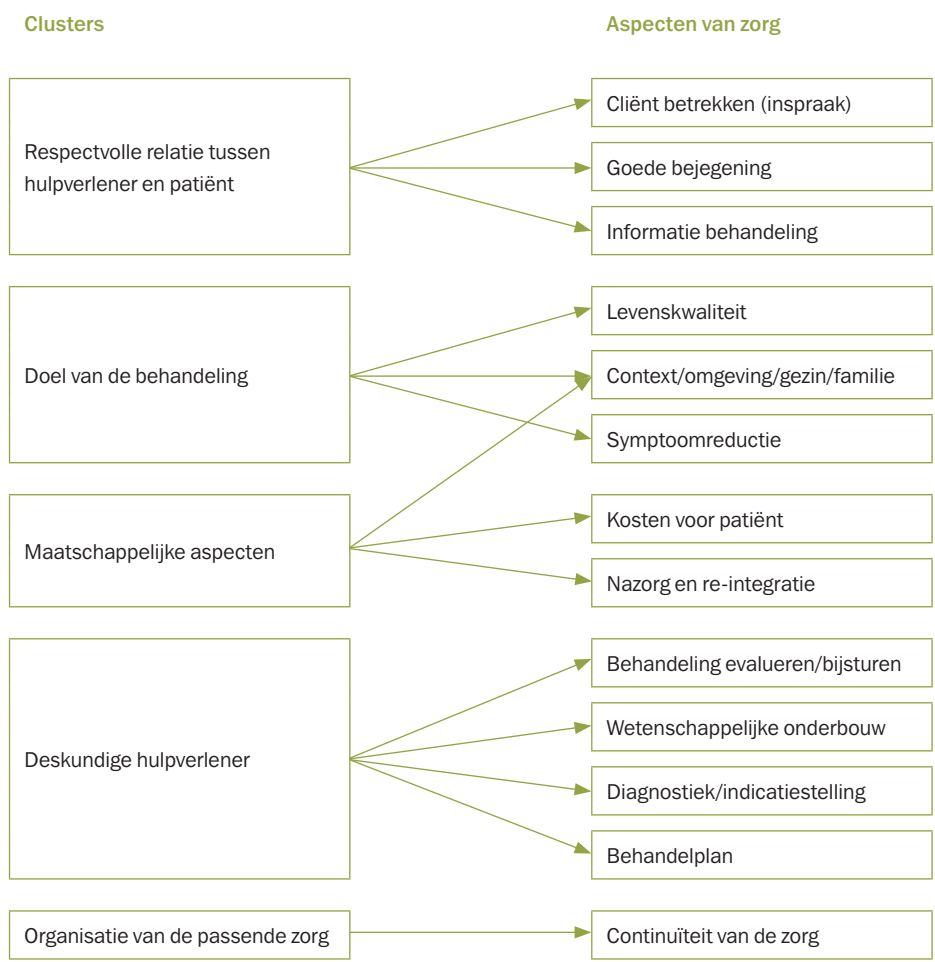 Clusters
Aspecten van zorg
Respectvolle relatie tussen
hulpverlener en patiënt
Cliënt betrekken (inspraak)
Goede bejegening
Informatie behandeling
Doel van de behandeling
Levenskwaliteit
Context/omgeving/gezin/familie
Symptoomreductie
Maatschappelijke aspecten
Kosten voor patiënt
Nazorg en re-integratie
Deskundige hulpverlener
Behandeling evalueren/bijsturen
Wetenschappelijke onderbouw
Diagnostiek/indicatiestelling
Behandelplan
Organisatie van de passende zorg
Continuïteit van de zorg